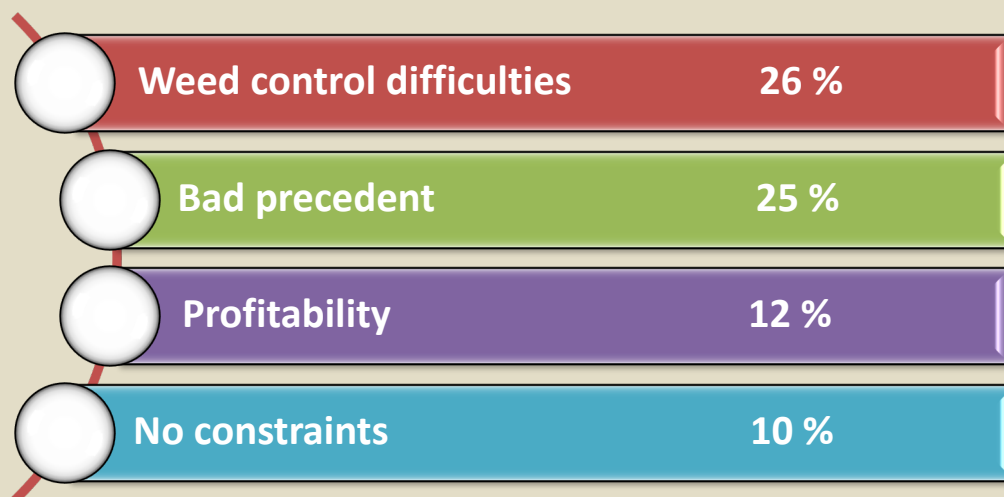 Weed control difficulties 26 %
Bad precedent 25 %
Profitability 12 %
No constraints 10 %